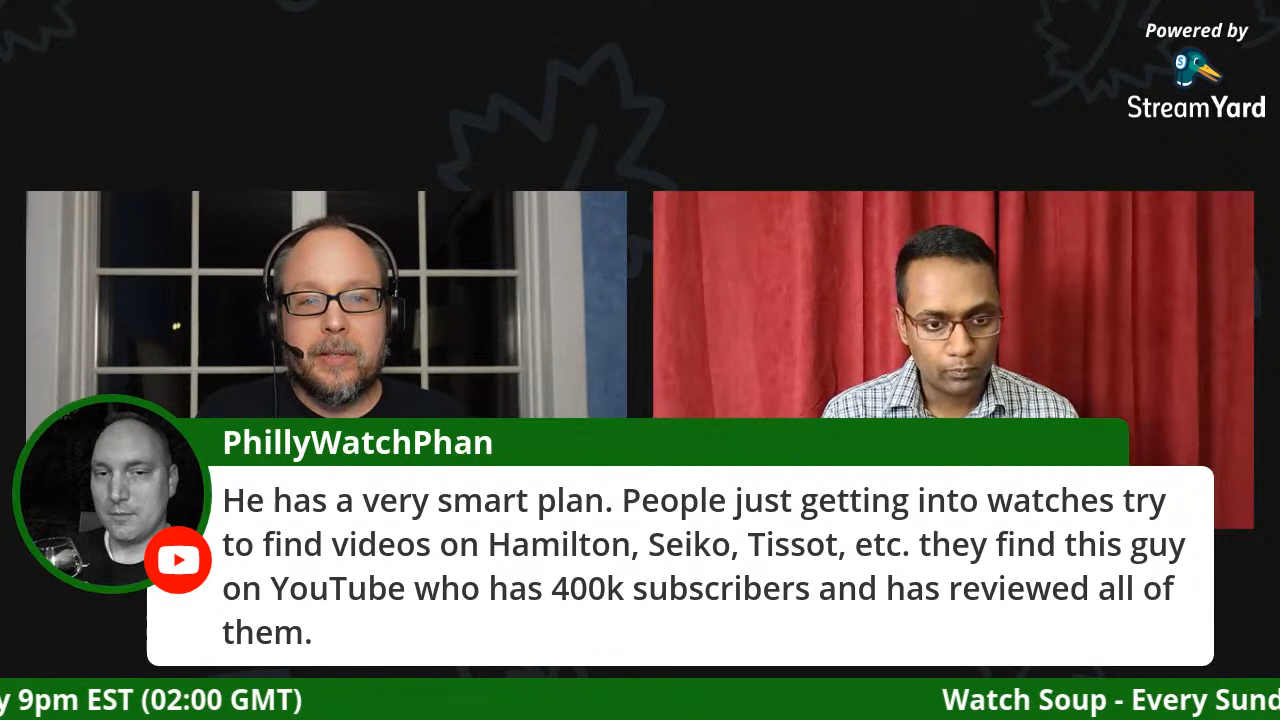 Powered by
StreamYard
PhillyWatchPhan
He has a very smart plan. People just getting into watches try
to find videos on Hamilton, Seiko, Tissot, etc. they find this guy
on YouTube who has 400k subscribers and has reviewed all of
them.
y 9pm EST (02:00 GMT)
Watch Soup - Every Sund